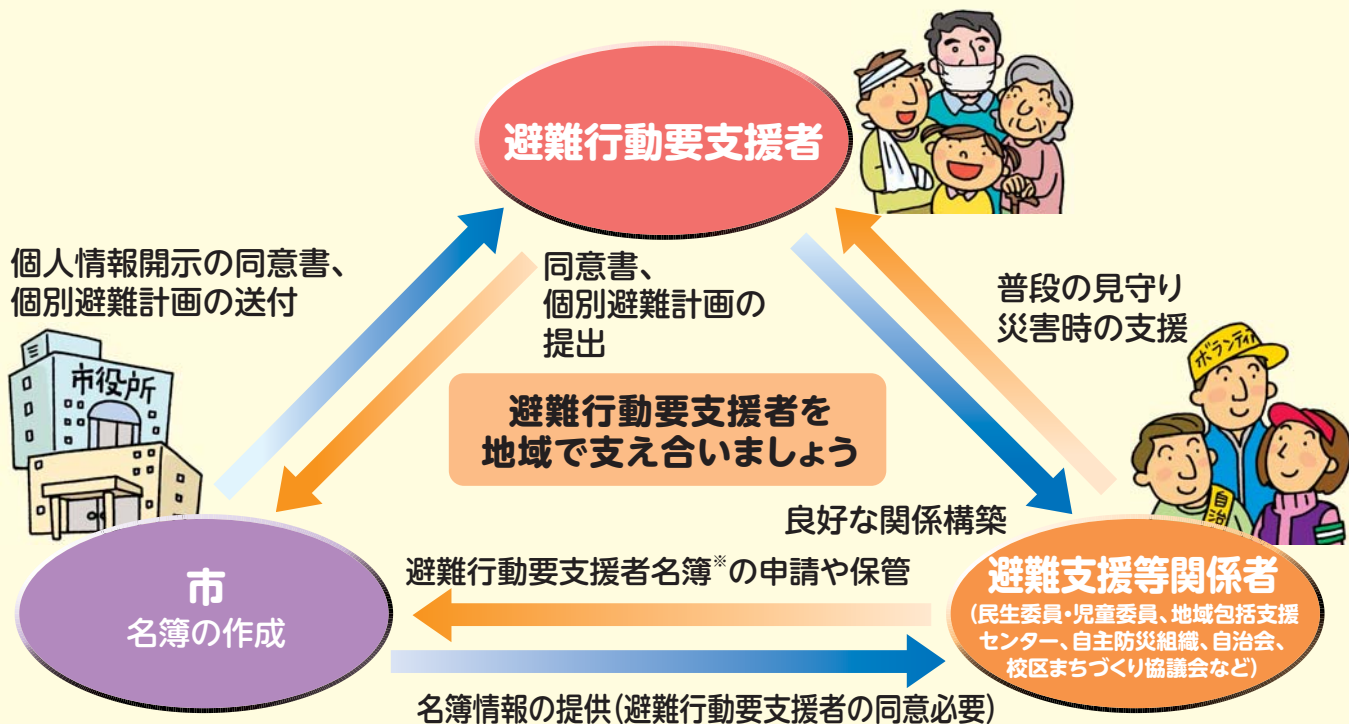 避難行動要支援者
個人情報開示の同意書、
個別避難計画の送付
同意書、
個別避難計画の
提出
普段の見守り
災害時の支援
市役所
ボランティア
避難行動要支援者を
地域で支え合いましょう
自治
良好な関係構築
市
名簿の作成
避難行動要支援者名簿※の申請や保管
避難支援等関係者
(民生委員・児童委員、地域包括支援
センター、自主防災組織、自治会、
校区まちづくり協議会など)
名簿情報の提供(避難行動要支援者の同意必要)